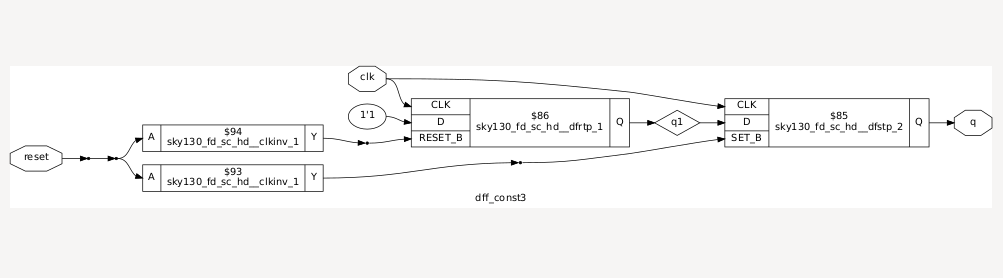 clk
CLK
D
RESET_B
$86
sky130_fd_sc_hd__dfrtp_1
Q
1'1
q1
CLK
D
SET_B
$85
sky130_fd_sc_hd__dfstp_2
Q
q
reset
A
$94
sky130_fd_sc_hd__clkinv_1
Y
A
$93
sky130_fd_sc_hd__clkinv_1
Y
dff_const3